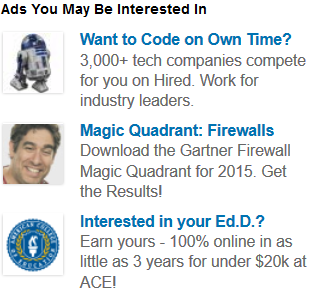 Ads You May Be Interested In
Want to Code on Own Time?
3,000+ tech companies compete
for you on Hired. Work for
industry leaders.
Magic Quadrant: Firewalls
Download the Gartner Firewall
Magic Quadrant for 2015. Get
the Results!
Interested in your Ed.D.?
Earn yours - 100% online in as
little as 3 years for under $20k at
ACE!
AMERICAN COLLEGE
EDUCATION